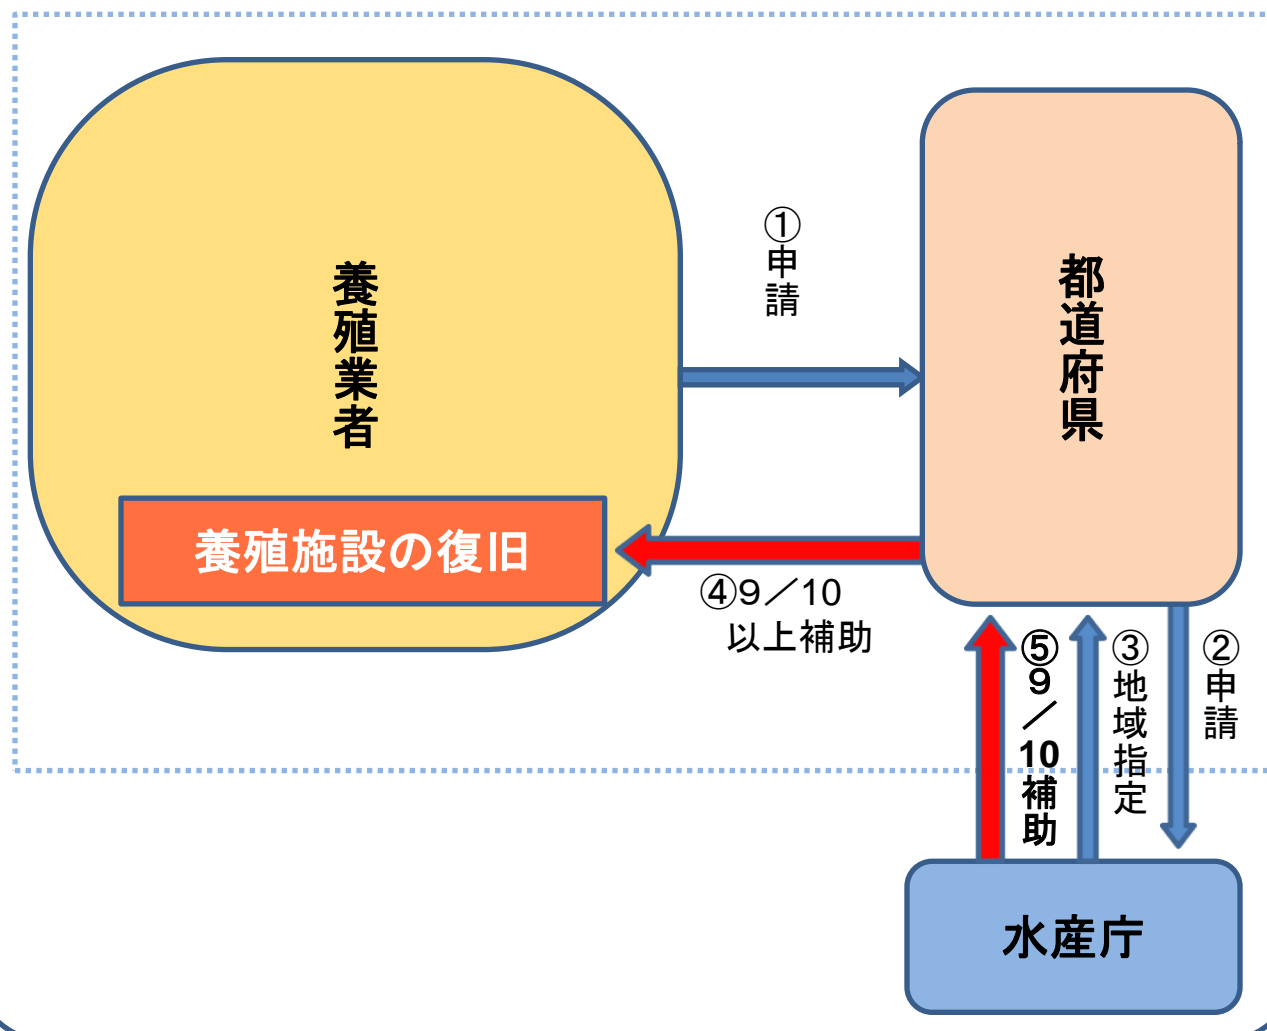 養殖業者
①申請
都道府県
養殖施設の復旧
④9／10
以上補助
⑤9／10補助
③地域指定
②申請
水産庁